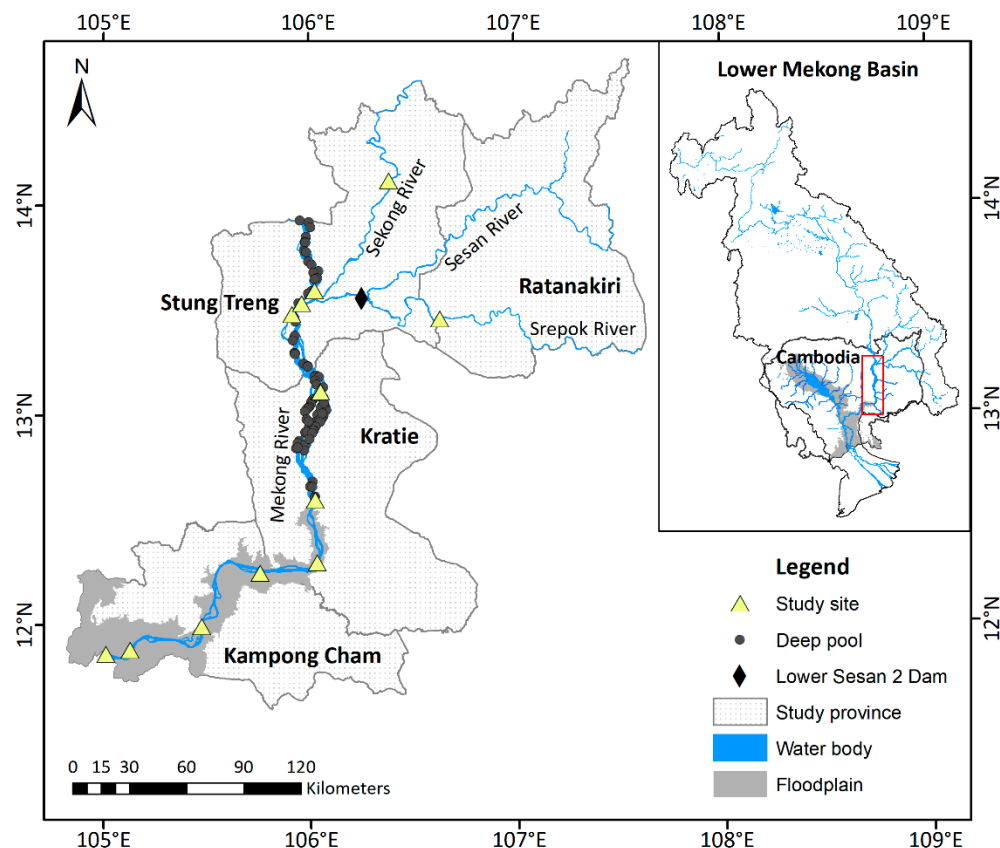 105°E 106°E 107°E 108°E 109°E
N
Lower Mekong Basin
14°N
14°N
Sekong River
Sesan River
Stung Treng
Ratanakiri
Srepok River
Cambodia
13°N
13°N
Mekong River
Kratie
12°N
12°N
Kampong Cham
Legend
Study site
Deep pool
Lower Sesan 2 Dam
Study province
Water body
Floodplain
0 15 30 60 90 120
Kilometers
105°E 106°E 107°E 108°E 109°E